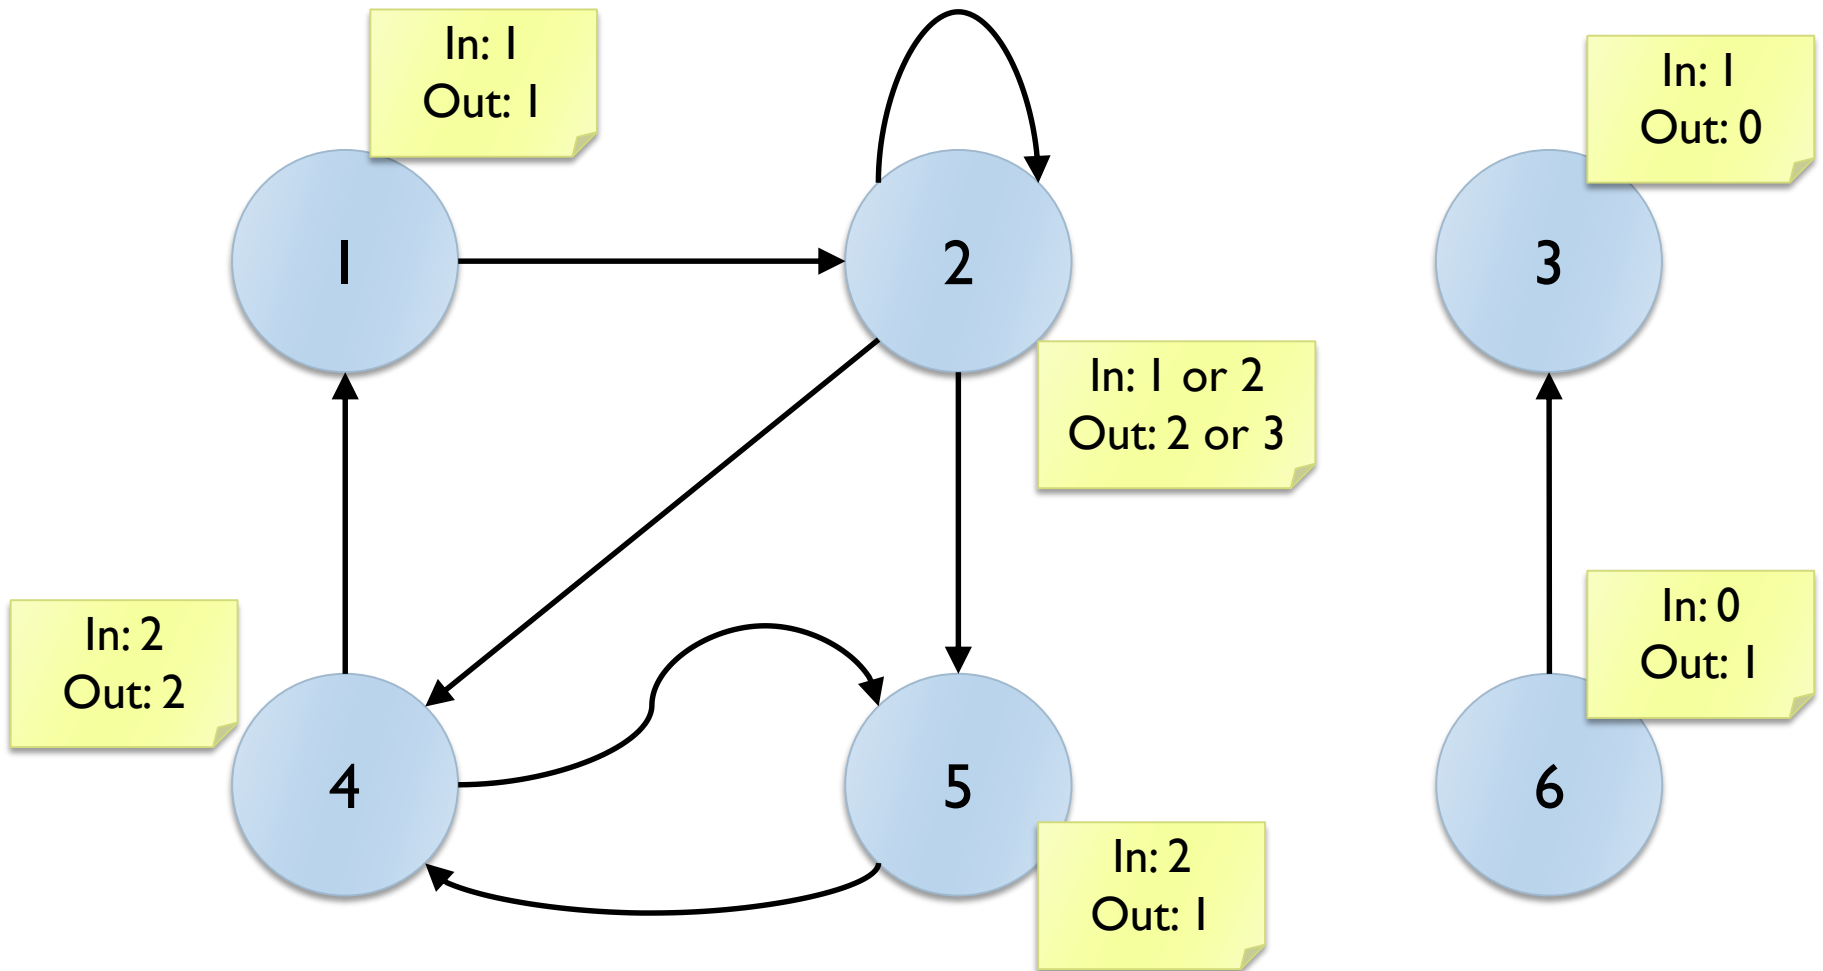 In: 1
Out: 1
In: 1
Out: 0
1
2
3
In: 1 or 2
Out: 2 or 3
In: 2
Out: 2
In: 0
Out: 1
4
5
6
In: 2
Out: 1